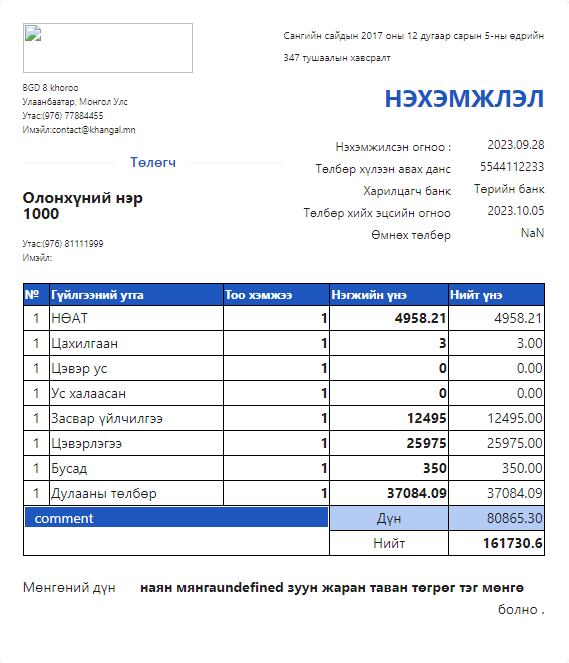 Сангийн сайдын 2017 оны 12 дугаар сарын 5-ны өдрийн
347 тушаалын хавсралт
BGD 8 khoroo
Улаанбаатар, Монгол Улс
Утас:(976) 77884455
Имэйл:contact@khangal.mn
НЭХЭМЖЛЭЛ
Төлөгч
Олонхүний нэр
1000
Утас:(976) 81111999
Имэйл:
Нэхэмжилсэн огноо : 2023.09.28
Төлбөр хүлээн авах данс 5544112233
Харилцагч банк Төрийн банк
Төлбөр хийх эцсийн огноо 2023.10.05
Өмнөх төлбөр NaN
№ Гүйлгээний утга Тоо хэмжээ Нэгжийн үнэ Нийт үнэ
1 НӨАТ 1 4958.21 4958.21
1 Цахилгаан 1 3 3.00
1 Цэвэр ус 1 0 0.00
1 Ус халаасан 1 0 0.00
1 Засвар үйлчилгээ 1 12495 12495.00
1 Цэвэрлэгээ 1 25975 25975.00
1 Бусад 1 350 350.00
1 Дулааны төлбөр 1 37084.09 37084.09
comment Дүн 80865.30
Нийт 161730.6
Мөнгөний дүн наян мянгаundefined зуун жаран таван төгрөг тэг мөнгө
болно .